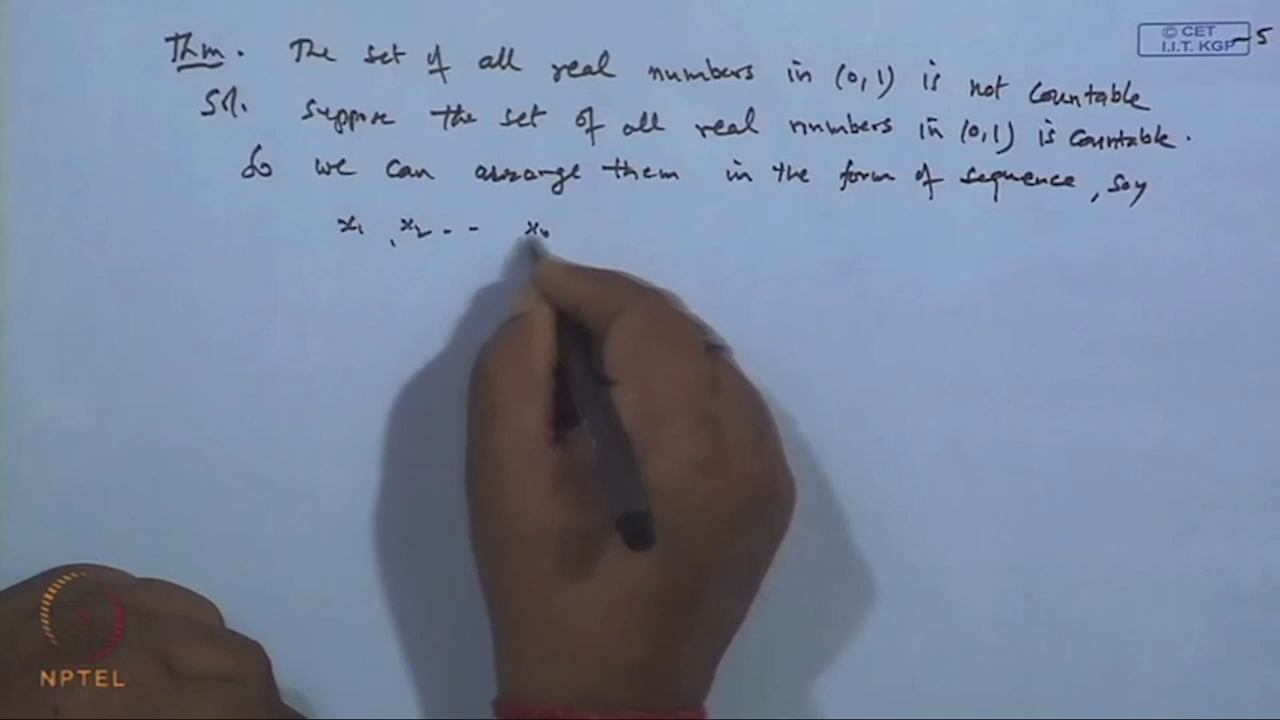 Thm. The set of all real numbers in (0,1) is not countable
Sol. Suppose the set of all real numbers in (0,1) is countable.
So we can arrange them in the form of sequence, say
x₁, x₂ - -
© CET
I.I.T. KGP
5
NPTEL